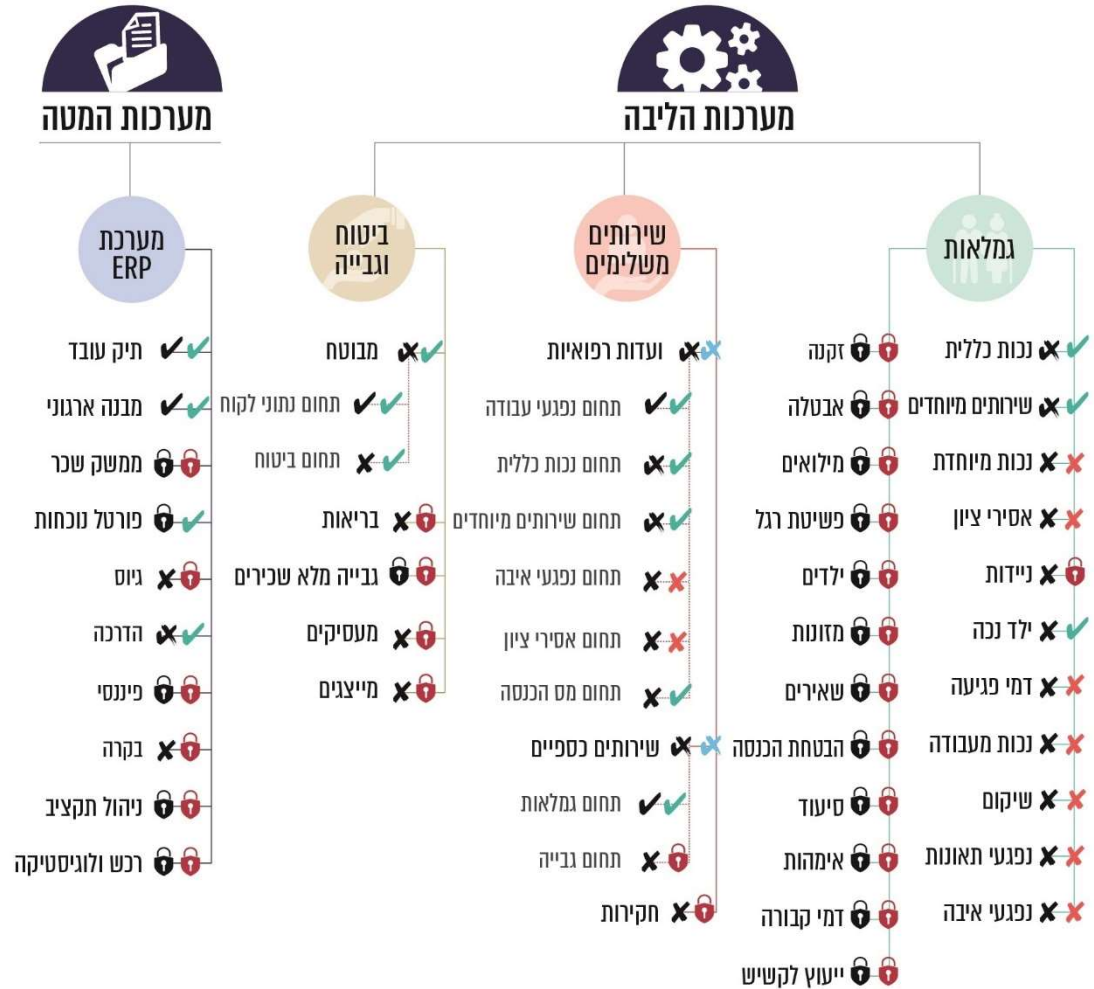 מערכות הליבה
גמלאות
נכות כללית
שירותים מיוחדים
נכות מיוחדת
אסירי ציון
ניידות
ילד נכה
דמי פגיעה
נכות מעבודה
שיקום
נפגעי תאונות
נפגעי איבה
זקנה
אבטלה
מילואים
פשיטת רגל
ילדים
מזונות
שאירים
הבטחת הכנסה
סיעוד
אימהות
דמי קבורה
ייעוץ לקשיש
שירותים
משלימים
ועדות רפואיות
תחום נפגעי עבודה
תחום נכות כללית
תחום שירותים מיוחדים
תחום נפגעי איבה
תחום אסירי ציון
תחום מס הכנסה
שירותים כספיים
תחום גמלאות
תחום גבייה
חקירות
ביטוח
וגבייה
מבוטח
תחום נתוני לקוח
תחום ביטוח
בריאות
גבייה מלא שכירים
מעסיקים
מייצגים
מערכות המטה
מערכת
ERP
תיק עובד
מבנה ארגוני
ממשק שכר
פורטל נוכחות
גיוס
הדרכה
פיננסי
בקרה
ניהול תקציב
רכש ולוגיסטיקה